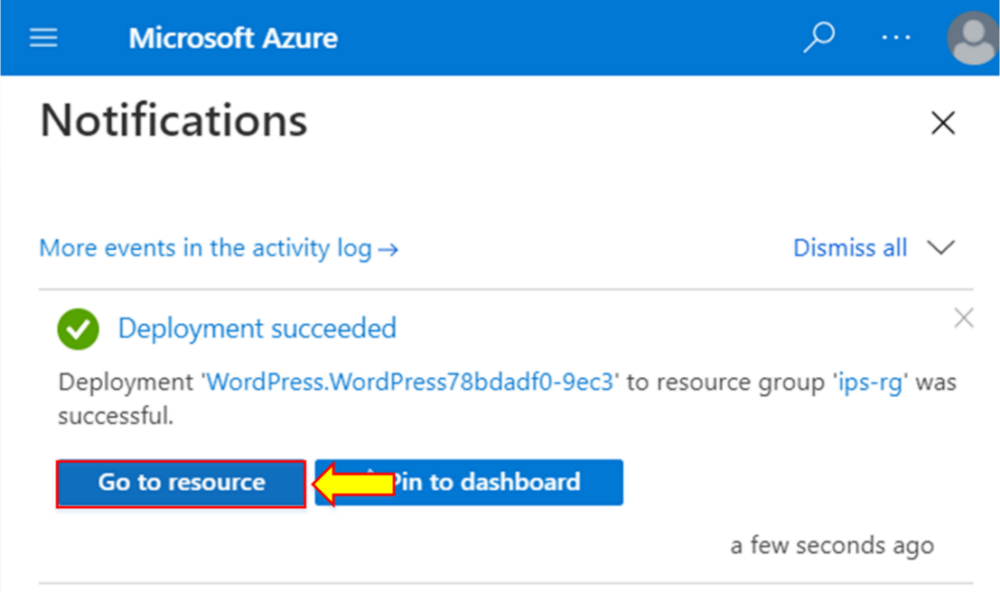 Microsoft Azure
Notifications
More events in the activity log →
Dismiss all
Deployment succeeded
Deployment 'WordPress.WordPress78bdadf0-9ec3' to resource group 'ips-rg' was
successful.
Go to resource
Pin to dashboard
a few seconds ago